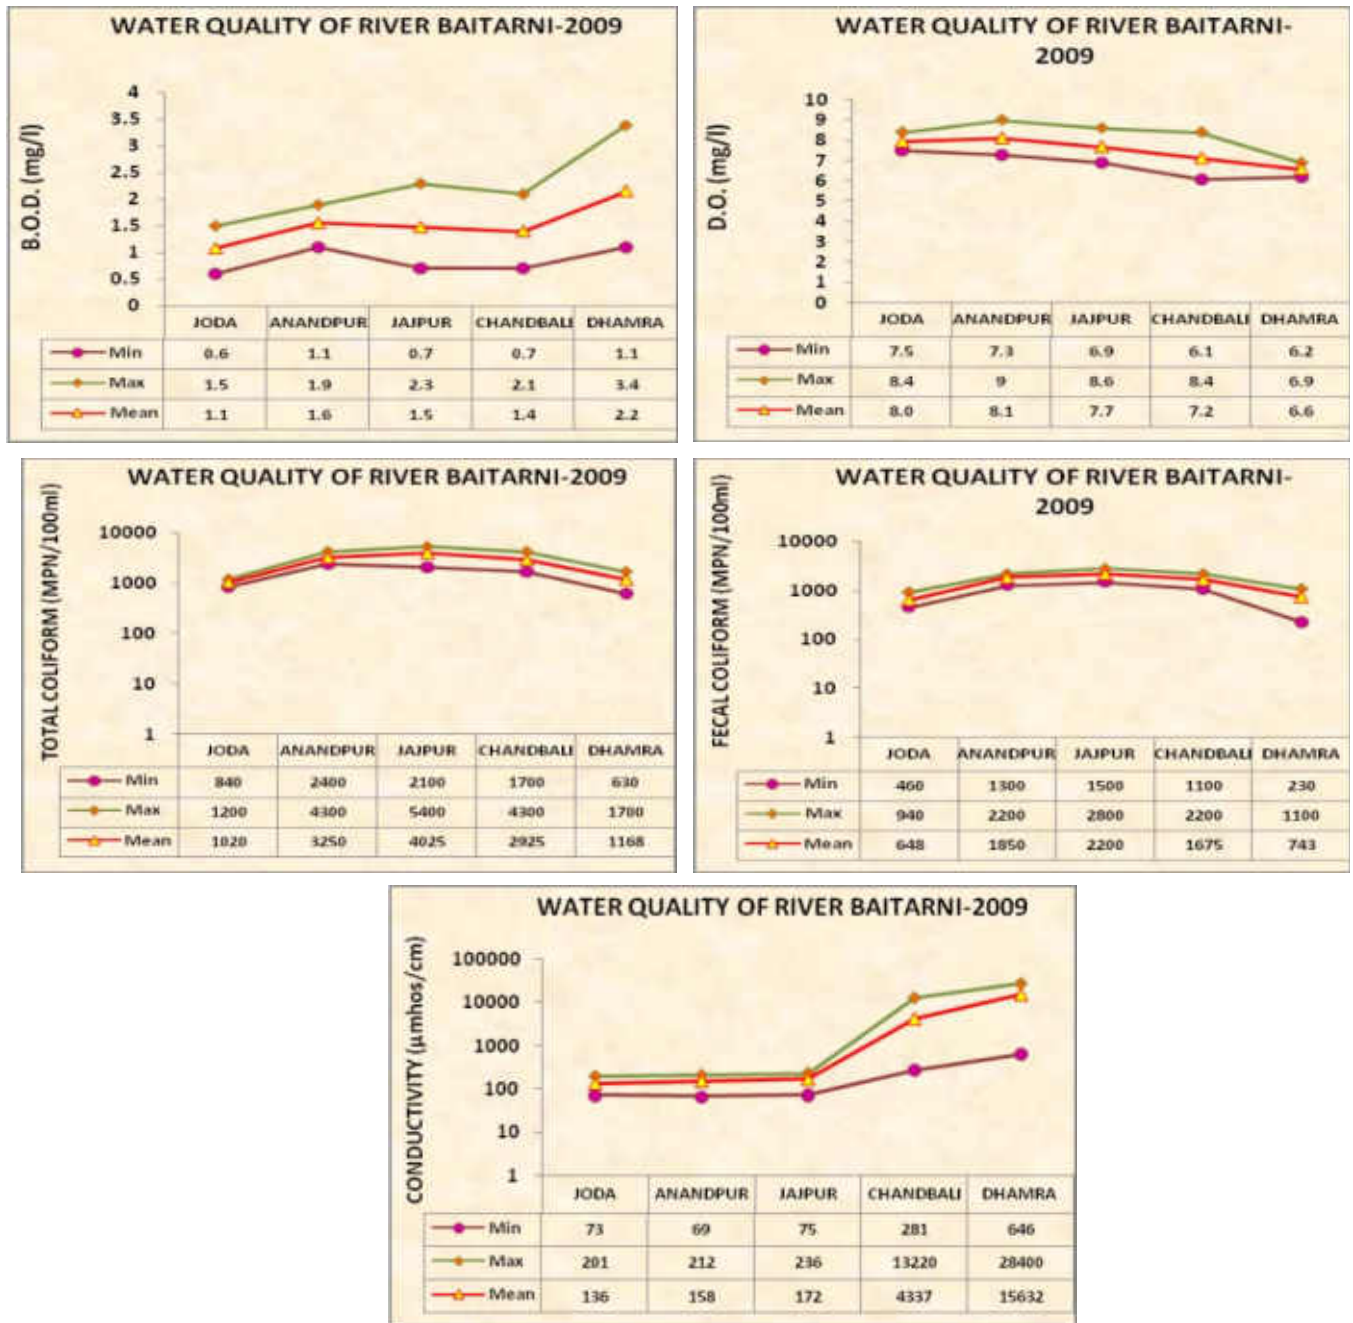 WATER QUALITY OF RIVER BAITARNI-2009
B.O.D. (mg/l)
4
3.5
3
2.5
2
1.5
1
0.5
0
JODA ANANDPUR JAJPUR CHANDBALI DHAMRA
Min 0.6 1.1 0.7 0.7 1.1
Max 1.5 1.9 2.3 2.1 3.4
Mean 1.1 1.6 1.5 1.4 2.2
WATER QUALITY OF RIVER BAITARNI-
2009
D.O. (mg/l)
10
9
8
7
6
5
4
3
2
1
0
JODA ANANDPUR JAJPUR CHANDBALI DHAMRA
Min 7.5 7.3 6.9 6.1 6.2
Max 8.4 9 8.6 8.4 6.9
Mean 8.0 8.1 7.7 7.2 6.6
WATER QUALITY OF RIVER BAITARNI-2009
TOTAL COLIFORM (MPN/100ml)
10000
1000
100
10
1
JODA ANANDPUR JAJPUR CHANDBALI DHAMRA
Min 840 2400 2100 1700 630
Max 1200 4300 5400 4300 1700
Mean 1020 3250 4025 2925 1168
WATER QUALITY OF RIVER BAITARNI-
2009
FECAL COLIFORM (MPN/100ml)
10000
1000
100
10
1
JODA ANANDPUR JAJPUR CHANDBALI DHAMRA
Min 460 1300 1500 1100 230
Max 940 2200 2800 2200 1100
Mean 648 1850 2200 1675 743
WATER QUALITY OF RIVER BAITARNI-2009
CONDUCTIVITY (µmhos/cm)
100000
10000
1000
100
10
1
JODA ANANDPUR JAJPUR CHANDBALI DHAMRA
Min 73 69 75 281 646
Max 201 212 236 13220 28400
Mean 136 158 172 4337 15632